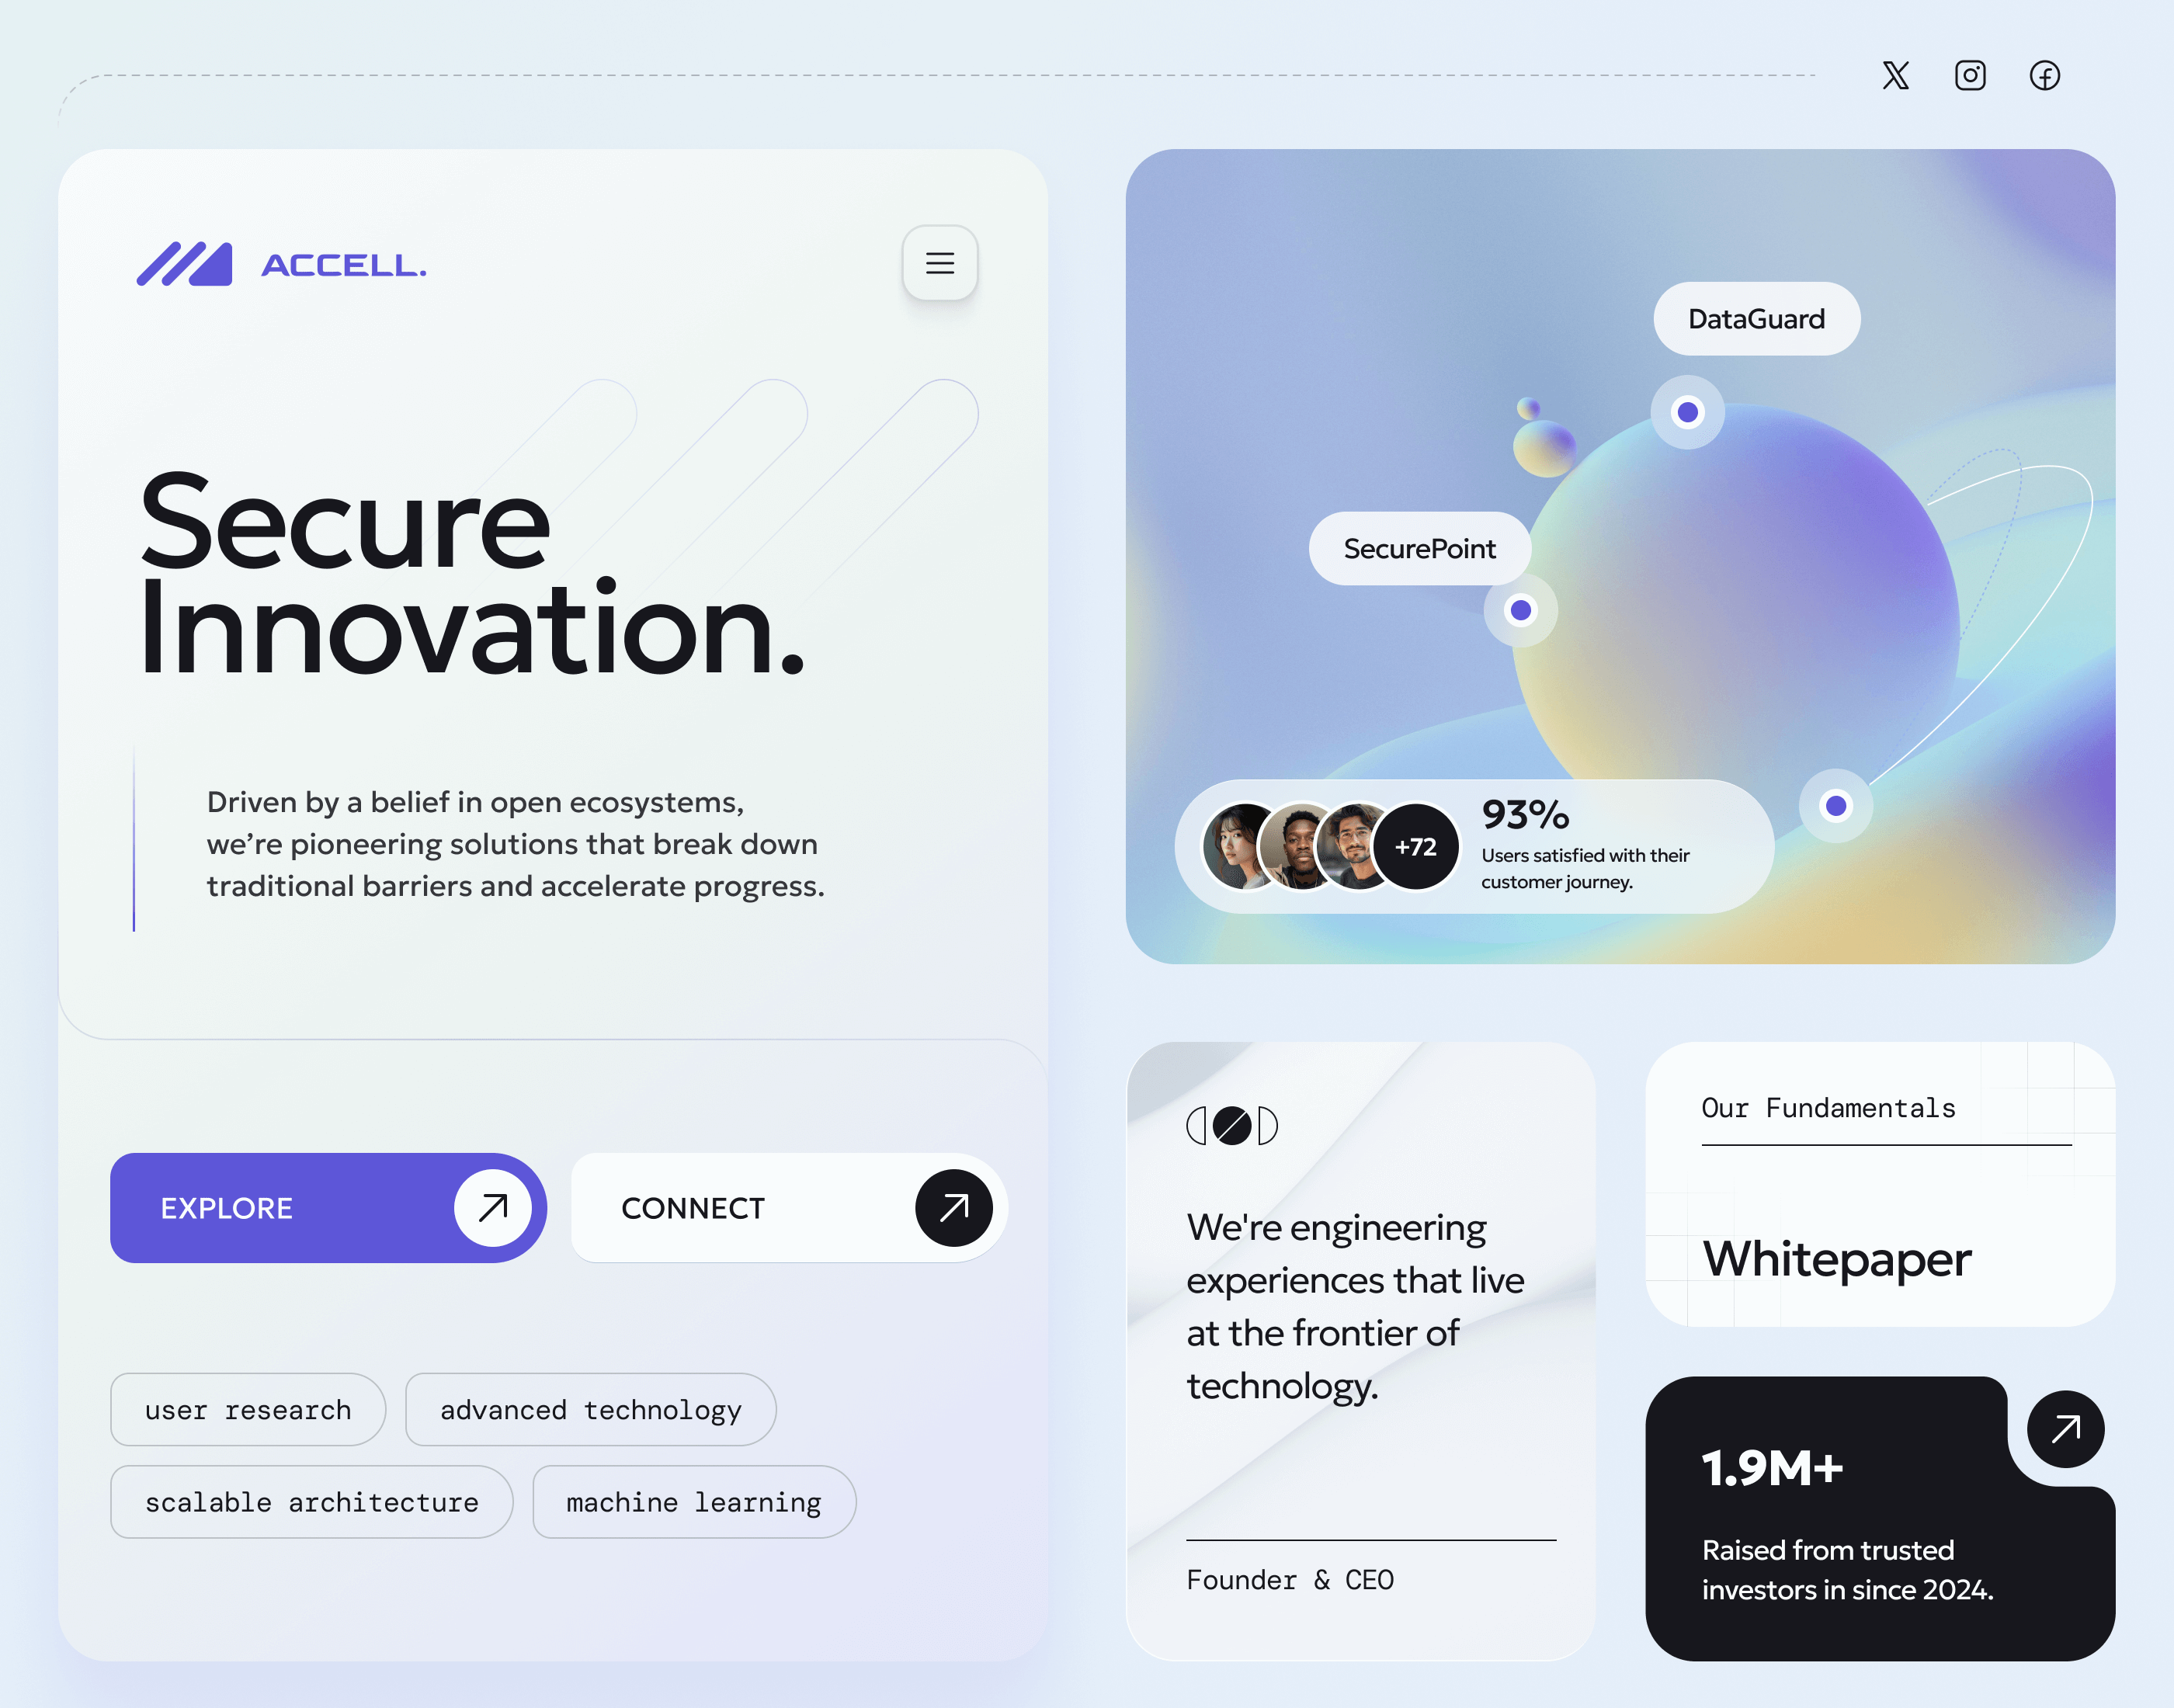 ACCELL.
Secure
Innovation.
Driven by a belief in open ecosystems,
we’re pioneering solutions that break down
traditional barriers and accelerate progress.
EXPLORE
CONNECT
user research
advanced technology
scalable architecture
machine learning
DataGuard
SecurePoint
+72
93%
Users satisfied with their
customer journey.
We're engineering
experiences that live
at the frontier of
technology.
Founder & CEO
Our Fundamentals
Whitepaper
1.9M+
Raised from trusted
investors in since 2024.